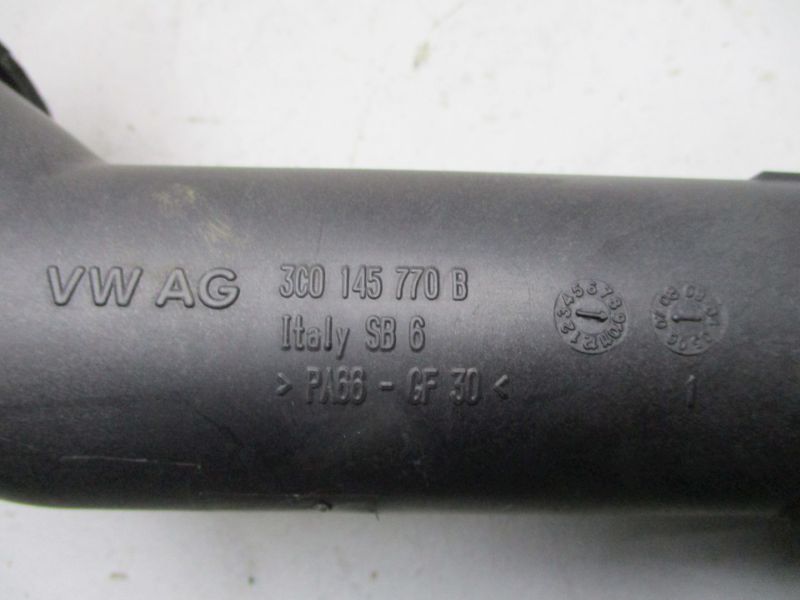 VW AG
3C0 145 770 B
Italy SB 6
> PA66 - GF 30 <
1